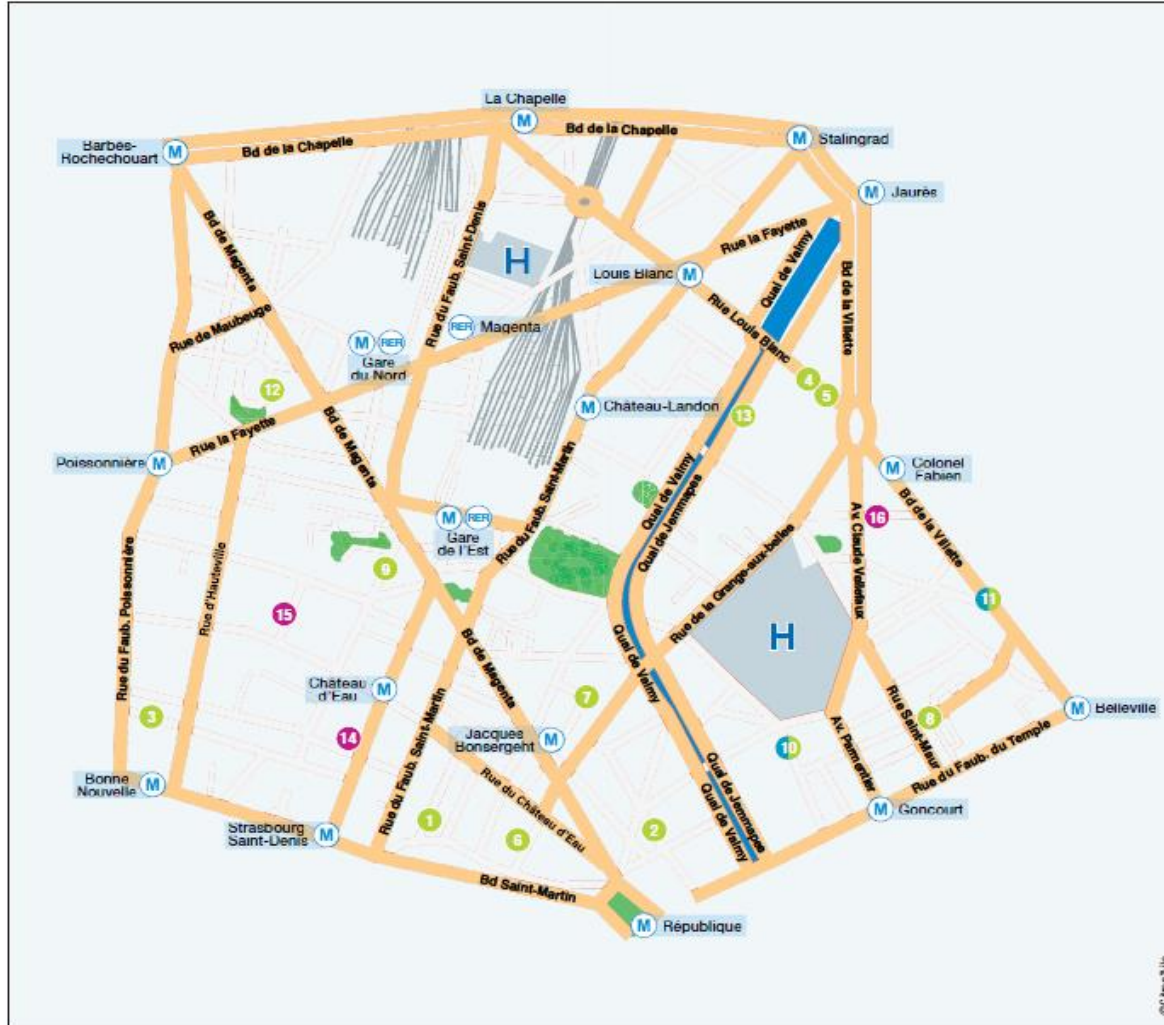 La Chapelle
M
Bd de la Chapelle
Bd de la Chapelle
M
Stalingrad
Barbès-
Rochechouart
M
M
Jaurès
Bd de Magenta
Rue du Faub. Saint-Denis
H
Rue la Fayette
Quai de Valmy
Louis Blanc
M
Bd de la Villette
Rue de Maubeuge
RER
Magenta
Rue Louis Blanc
M
RER
Gare
du Nord
4
5
12
M
Château-Landon
13
Rue la Fayette
Bd de Magenta
Poissonnière
M
Rue du Faub. Saint-Martin
Quai de Valmy
Quai de Jemmapes
M
Colonel
Fabien
Bd de la Villette
M
RER
Gare
de l'Est
16
Av. Claude Vellefaux
Rue d'Hauteville
9
Rue de la Grange-aux-belles
15
11
Rue du Faub. Poissonnière
H
Quai de Valmy
Bd de Magenta
Château
d'Eau
M
7
Rue Saint-Maur
8
M
Belleville
3
14
Rue du Faub. Saint-Martin
Jacques
Bonsergent
M
10
Av. Parmentier
Rue du Faub. du Temple
Bonne
Nouvelle
M
Rue du Château d'Eau
Quai de Jemmapes
Quai de Valmy
M
Goncourt
Strasbourg
Saint-Denis
M
1
6
2
Bd Saint-Martin
M
République